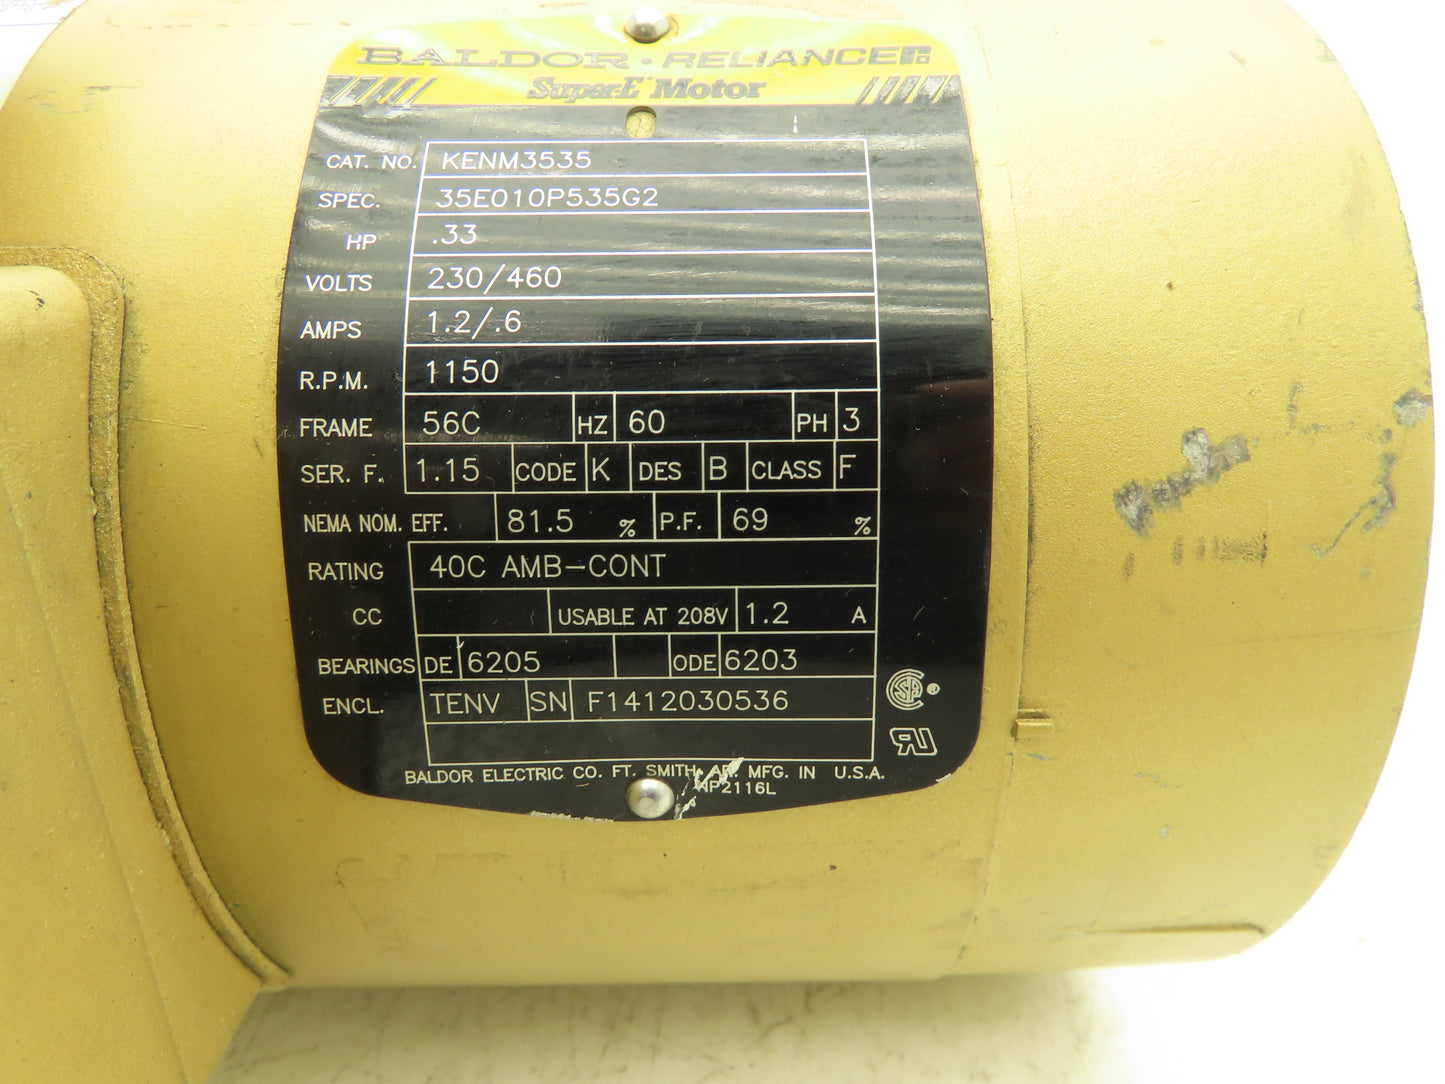 BALDOR · RELIANCE
Super-E Motor
CAT. NO. KENM3535
SPEC. 35E010P535G2
HP .33
VOLTS 230/460
AMPS 1.2/.6
R.P.M. 1150
FRAME 56C HZ 60 PH 3
SER. F. 1.15 CODE K DES B CLASS F
NEMA NOM. EFF. 81.5 % P.F. 69 %
RATING 40C AMB-CONT
CC USABLE AT 208V 1.2 A
BEARINGS DE 6205 ODE 6203
ENCL. TENV SN F1412030536
BALDOR ELECTRIC CO. FT. SMITH, AR. MFG. IN U.S.A.
NP2116L